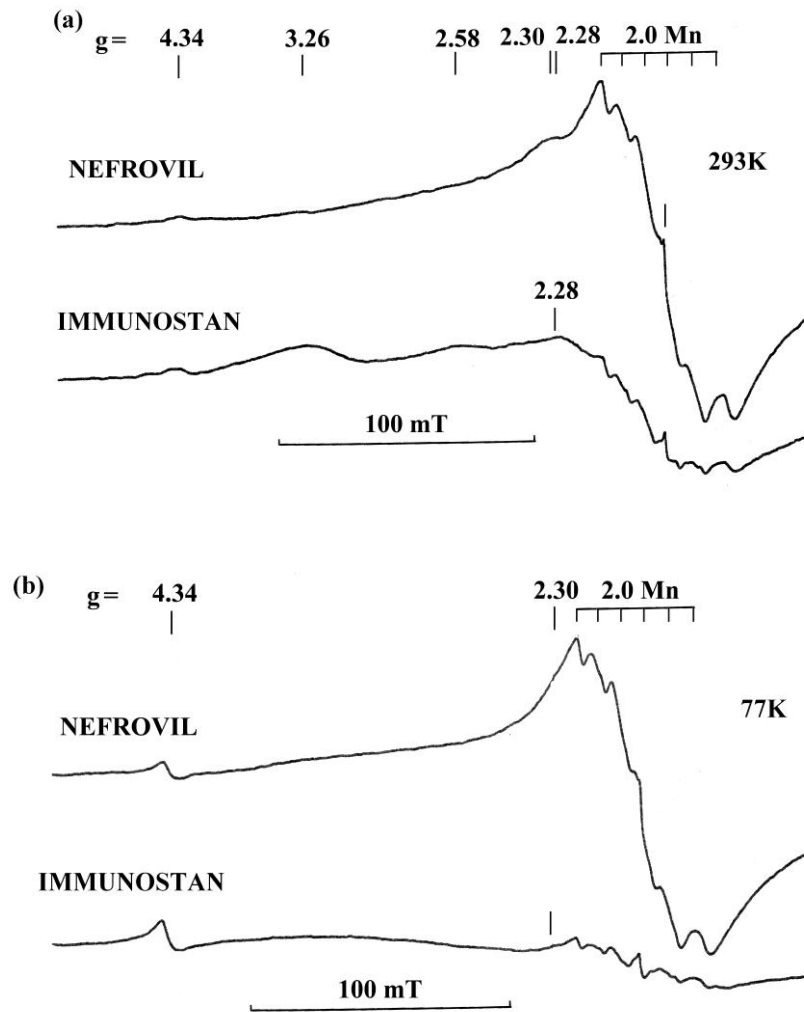 (a)
g= 4.34 3.26 2.58 2.30 2.28 2.0 Mn
NEFROVIL
293K
2.28
IMMUNOSTAN
100 mT
(b)
g= 4.34 2.30 2.0 Mn
NEFROVIL
77K
IMMUNOSTAN
100 mT